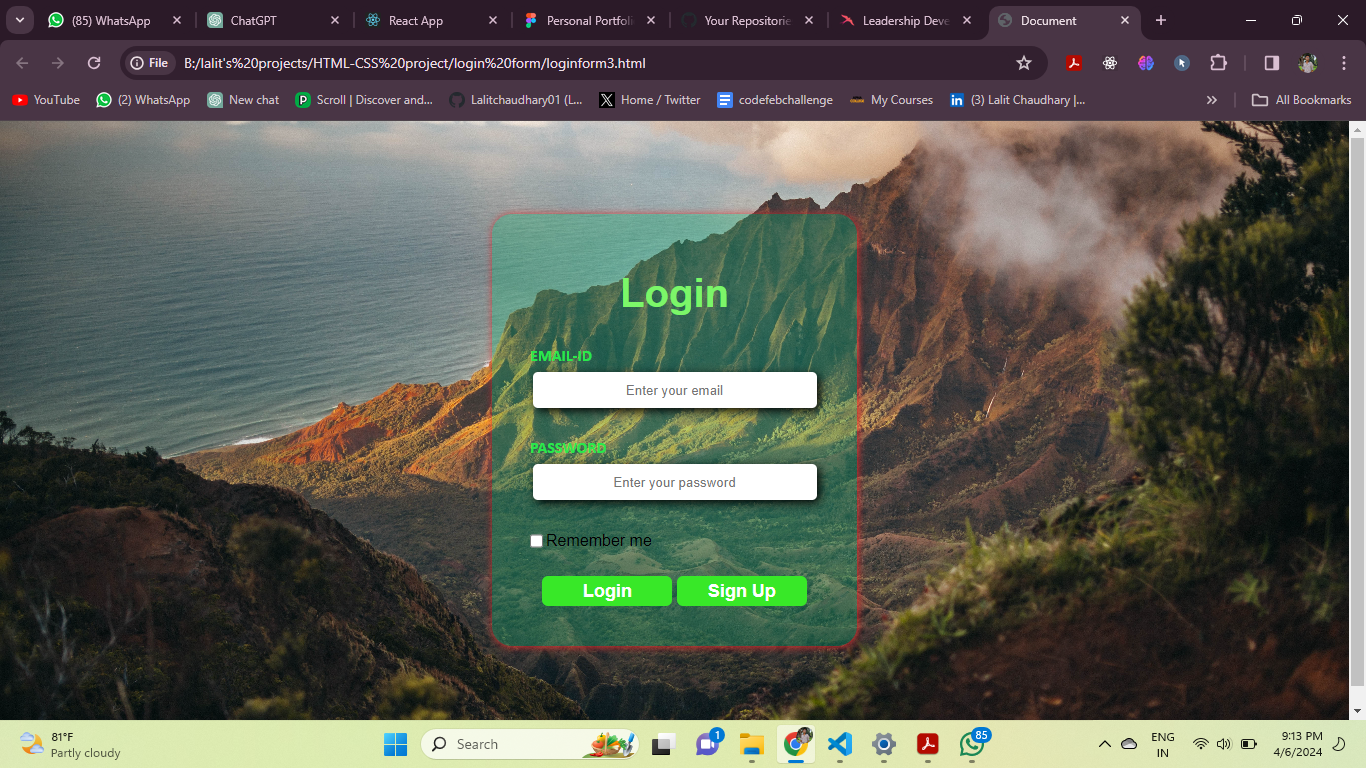 (85) WhatsApp
ChatGPT
React App
Personal Portfoli
Your Repositorie
Leadership Deve
Document
File
B:/lalit's%20projects/HTML-CSS%20project/login%20form/loginform3.html
YouTube
(2) WhatsApp
New chat
Scroll | Discover and...
Lalitchaudhary01 (L...
Home / Twitter
codefebchallenge
My Courses
(3) Lalit Chaudhary |...
»
All Bookmarks
Login
EMAIL-ID
Enter your email
PASSWORD
Enter your password
Remember me
Login
Sign Up
81°F
Partly cloudy
Search
1
85
ENG
IN
9:13 PM
4/6/2024